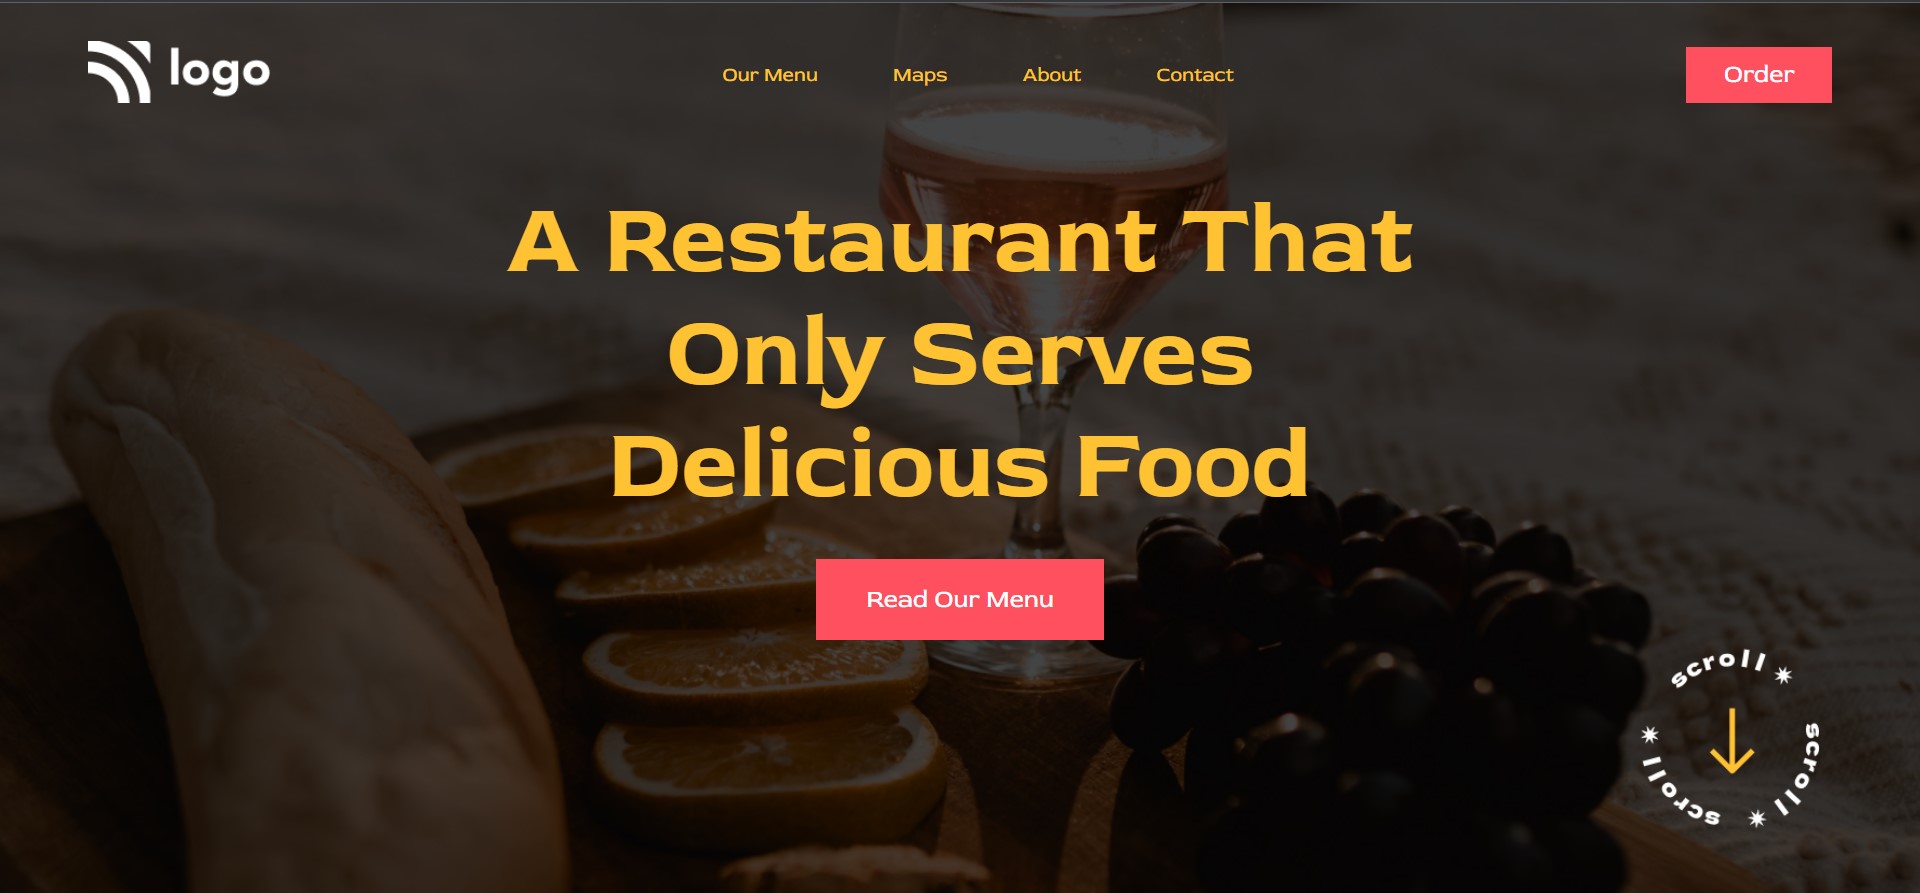 logo
Our Menu
Maps
About
Contact
Order
A Restaurant That
Only Serves
Delicious Food
Read Our Menu
scroll ✷ scroll ✷ scroll ✷